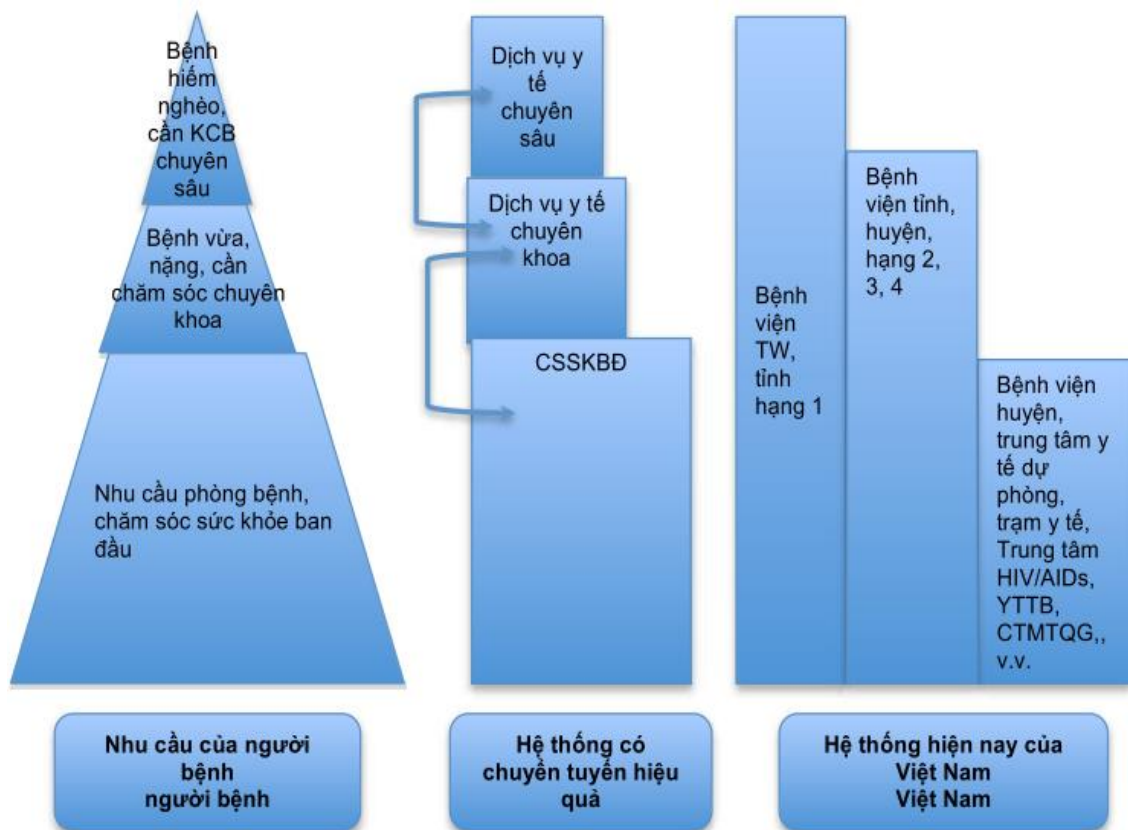 Bệnh
hiếm
nghèo,
cần KCB
chuyên
sâu
Bệnh vừa,
nặng, cần
chăm sóc chuyên
khoa
Nhu cầu phòng bệnh,
chăm sóc sức khỏe ban
đầu
Nhu cầu của người
bệnh
người bệnh
Dịch vụ y
tế
chuyên
sâu
Dịch vụ y tế
chuyên
khoa
CSSKBĐ
Hệ thống có
chuyển tuyến hiệu
quả
Bệnh
viện
TW,
tỉnh
hạng 1
Bệnh
viện tỉnh,
huyện,
hạng 2,
3, 4
Bệnh viện
huyện,
trung tâm y
tế dự
phòng,
trạm y tế,
Trung tâm
HIV/AIDs,
YTTB,
CTMTQG,,
v.v.
Hệ thống hiện nay của
Việt Nam
Việt Nam